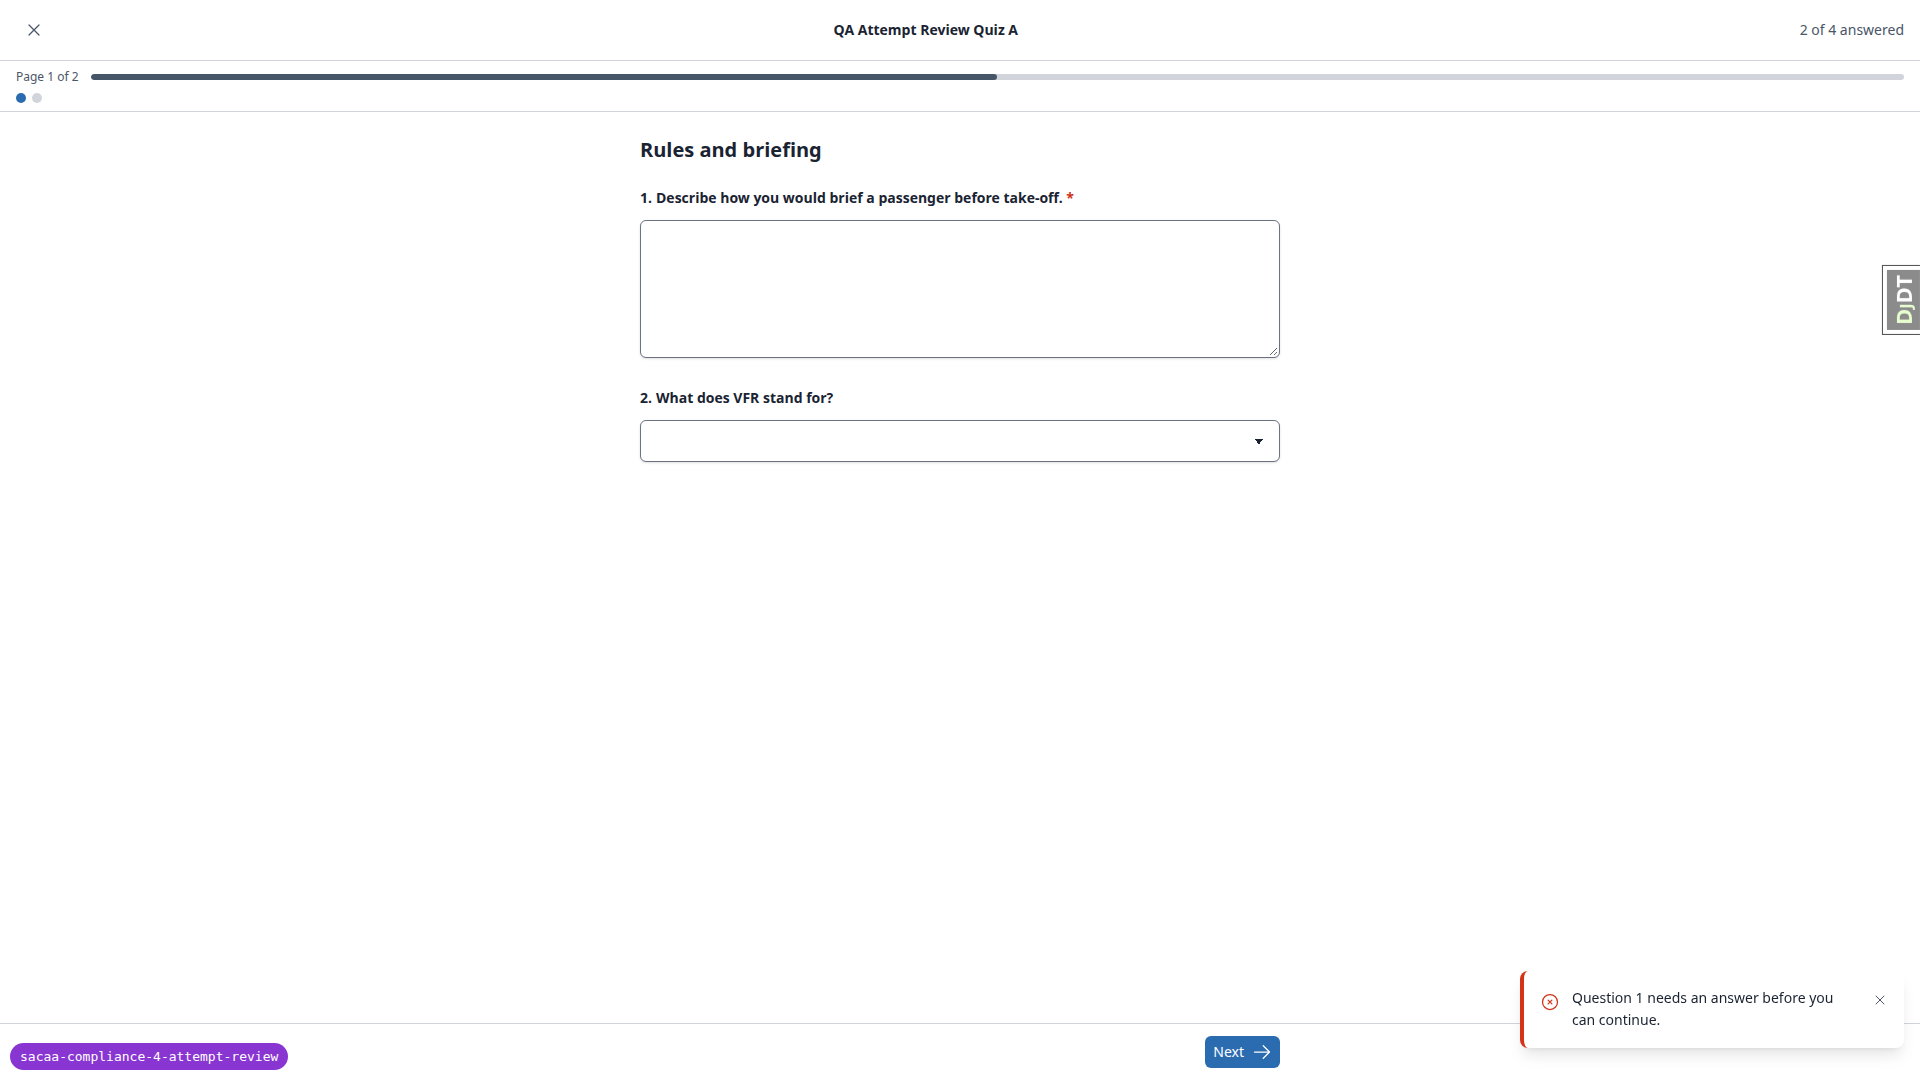 QA Attempt Review Quiz A
2 of 4 answered
Page 1 of 2
Rules and briefing
1. Describe how you would brief a passenger before take-off. *
DjDT
2. What does VFR stand for?
Question 1 needs an answer before you
can continue.
Next
sacaa-compliance-4-attempt-review